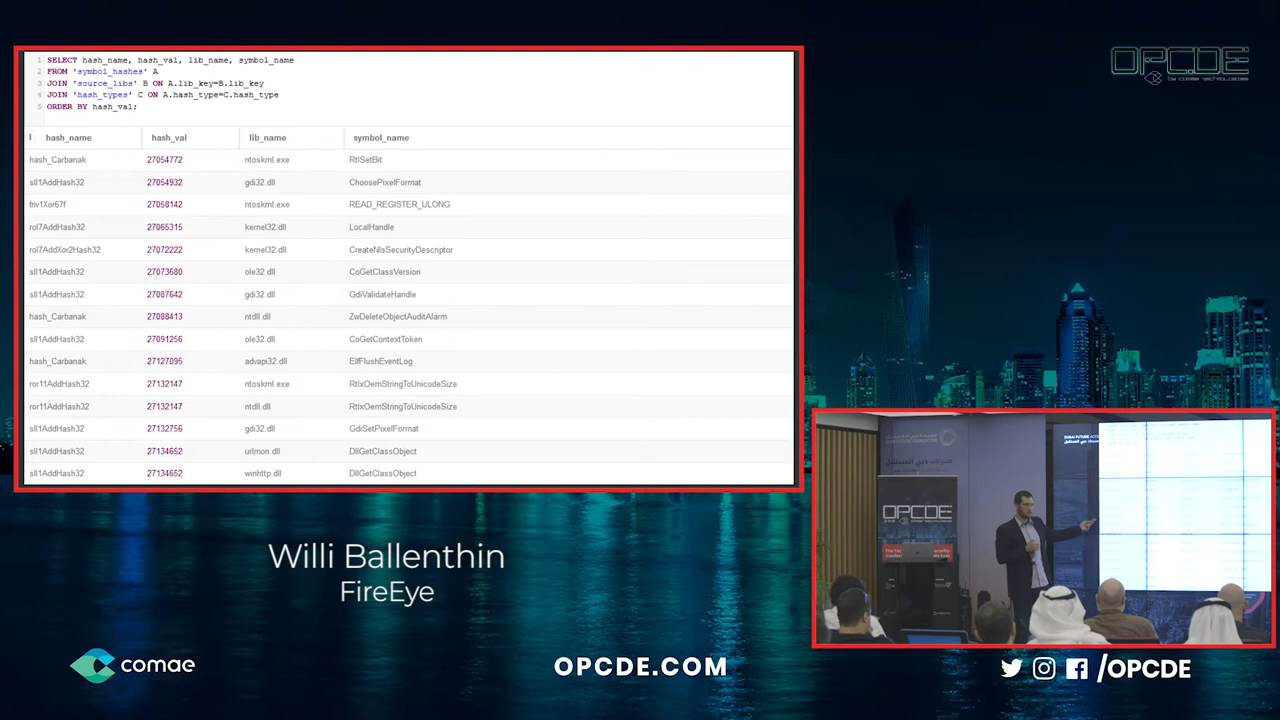 1 SELECT hash_name, hash_val, lib_name, symbol_name
2 FROM 'symbol_hashes' A
3 JOIN 'source_libs' B ON A.lib_key=B.lib_key
4 JOIN 'hash_types' C ON A.hash_type=C.hash_type
5 ORDER BY hash_val;
hash_name hash_val lib_name symbol_name
hash_Carbanak 27054772 ntoskrnl.exe RtlSetBit
sll1AddHash32 27054932 gdi32.dll ChoosePixelFormat
fnv1Xor67f 27058142 ntoskrnl.exe READ_REGISTER_ULONG
rol7AddHash32 27065315 kernel32.dll LocalHandle
rol7AddXor2Hash32 27072222 kernel32.dll CreateNlsSecurityDescriptor
sll1AddHash32 27073680 ole32.dll CoGetClassVersion
sll1AddHash32 27087642 gdi32.dll GdiValidateHandle
hash_Carbanak 27088413 ntdll.dll ZwDeleteObjectAuditAlarm
sll1AddHash32 27091256 ole32.dll CoGetContextToken
hash_Carbanak 27127095 advapi32.dll ElfFlushEventLog
ror11AddHash32 27132147 ntoskrnl.exe RtlxOemStringToUnicodeSize
ror11AddHash32 27132147 ntdll.dll RtlxOemStringToUnicodeSize
sll1AddHash32 27132756 gdi32.dll GdiSetPixelFormat
sll1AddHash32 27134652 urlmon.dll DllGetClassObject
sll1AddHash32 27134652 winhttp.dll DllGetClassObject
OPCDE
by comae technologies
OPCDE
Willi Ballenthin
FireEye
comae
OPCDE.COM
/OPCDE